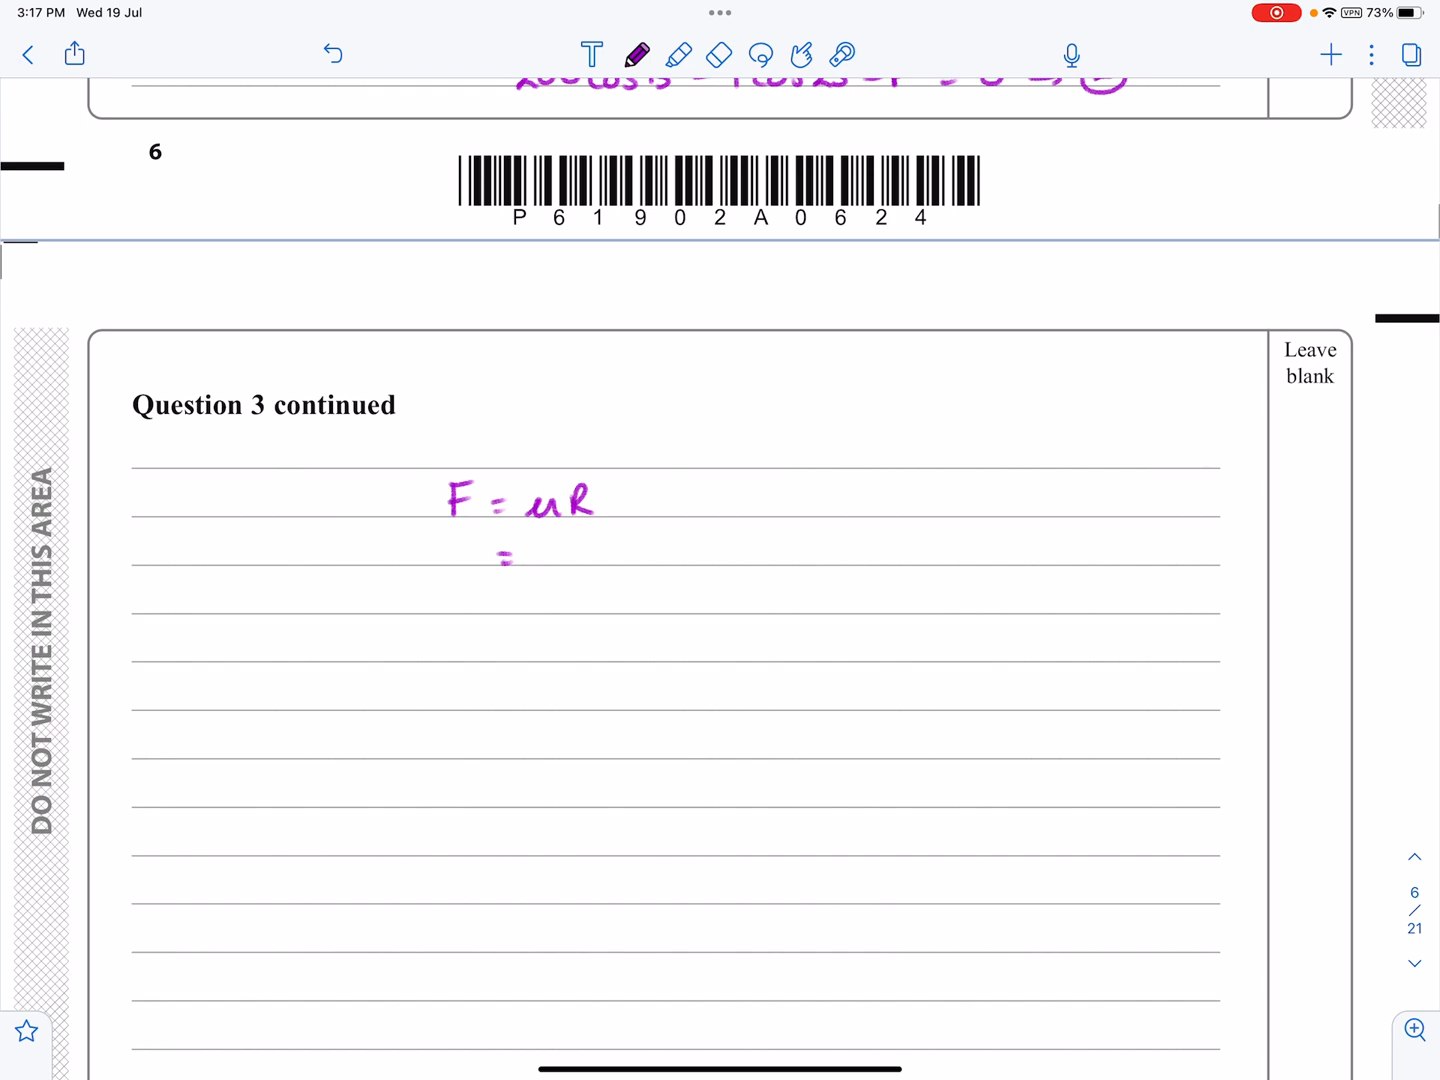 3:17 PM Wed 19 Jul
VPN 73%
6
P 6 1 9 0 2 A 0 6 2 4
Leave
blank
Question 3 continued
F = μR
=
DO NOT WRITE IN THIS AREA
6
/
21